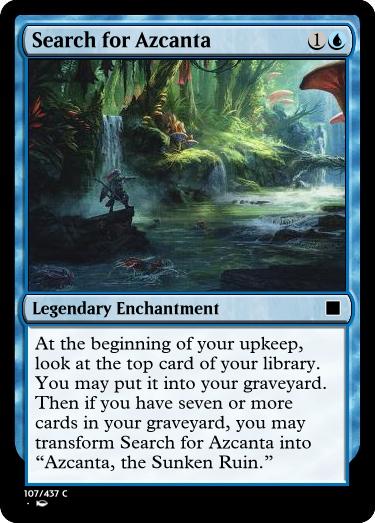 Search for Azcanta 1
Legendary Enchantment
At the beginning of your upkeep,
look at the top card of your library.
You may put it into your graveyard.
Then if you have seven or more
cards in your graveyard, you may
transform Search for Azcanta into
“Azcanta, the Sunken Ruin.”
107/437 C